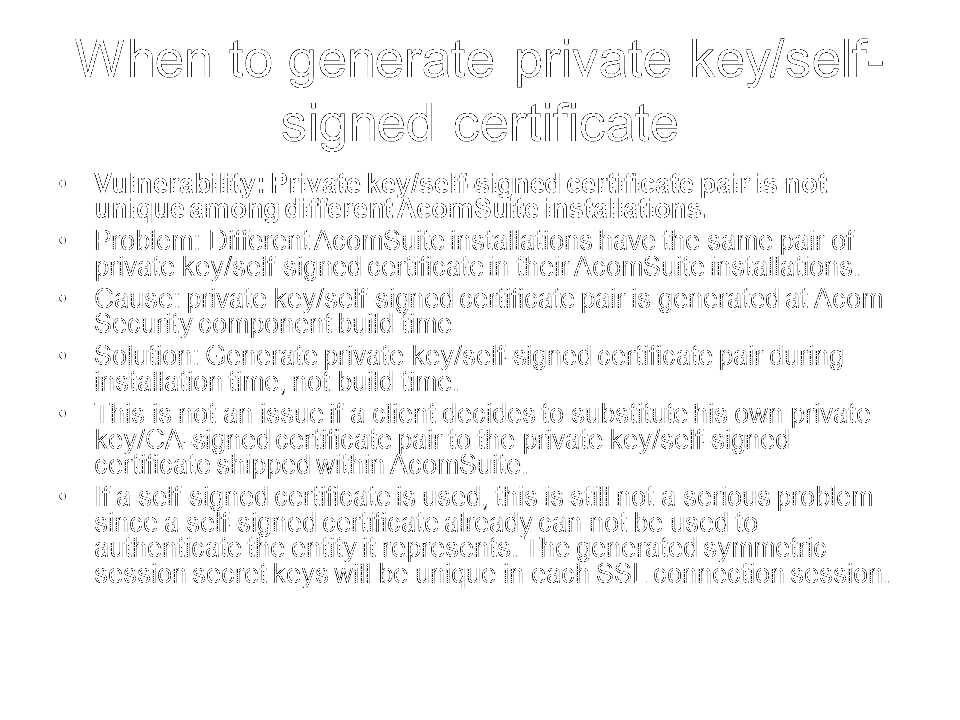 When to generate private key/self-
signed certificate
• Vulnerability: Private key/self-signed certificate pair is not
unique among different AcomSuite installations.
• Problem: Different AcomSuite installations have the same pair of
private key/self-signed certificate in their AcomSuite installations.
• Cause: private key/self-signed certificate pair is generated at Acom
Security component build time
• Solution: Generate private key/self-signed certificate pair during
installation time, not build time.
• This is not an issue if a client decides to substitute his own private
key/CA-signed certificate pair to the private key/self-signed
certificate shipped within AcomSuite.
• If a self-signed certificate is used, this is still not a serious problem
since a self-signed certificate already can not be used to
authenticate the entity it represents. The generated symmetric
session secret keys will be unique in each SSL connection session.